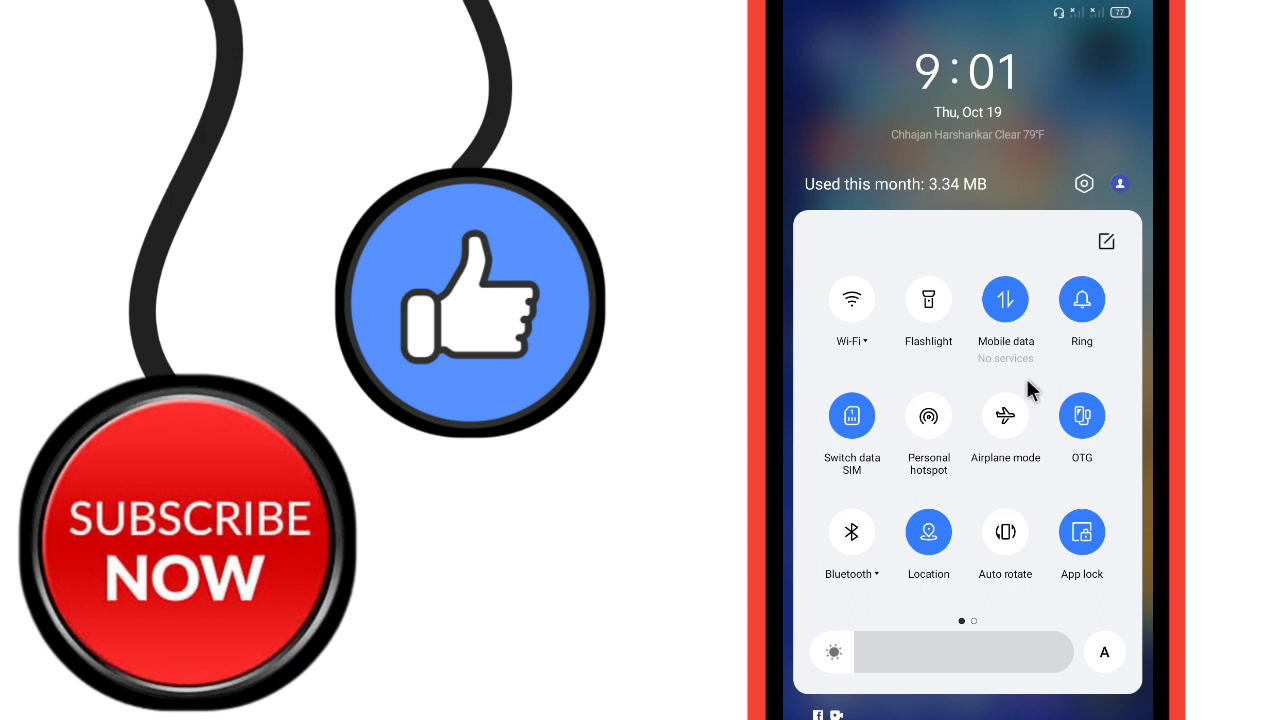 SUBSCRIBE
NOW
77
9:01
Thu, Oct 19
Chhajan Harshankar Clear 79°F
Used this month: 3.34 MB
Wi-Fi
Flashlight
Mobile data
No services
Ring
Switch data
SIM
Personal
hotspot
Airplane mode
OTG
Bluetooth
Location
Auto rotate
App lock
A